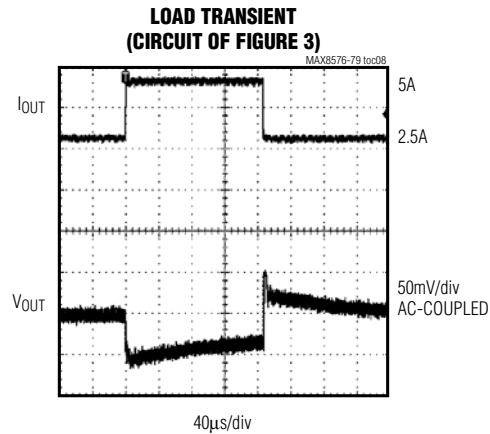 LOAD TRANSIENT
(CIRCUIT OF FIGURE 3)
MAX8576-79 toc08
IOUT
5A
2.5A
VOUT
50mV/div
AC-COUPLED
40μs/div